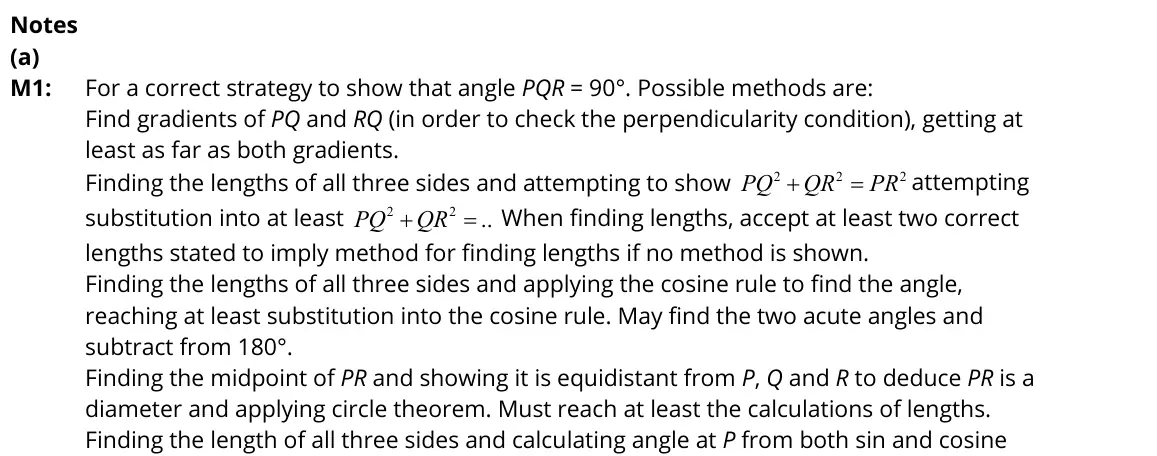 Notes
(a)
M1: For a correct strategy to show that angle PQR = 90°. Possible methods are:
Find gradients of PQ and RQ (in order to check the perpendicularity condition), getting at
least as far as both gradients.
Finding the lengths of all three sides and attempting to show PQ² + QR² = PR² attempting
substitution into at least PQ² + QR² = .. When finding lengths, accept at least two correct
lengths stated to imply method for finding lengths if no method is shown.
Finding the lengths of all three sides and applying the cosine rule to find the angle,
reaching at least substitution into the cosine rule. May find the two acute angles and
subtract from 180°.
Finding the midpoint of PR and showing it is equidistant from P, Q and R to deduce PR is a
diameter and applying circle theorem. Must reach at least the calculations of lengths.
Finding the length of all three sides and calculating angle at P from both sin and cosine